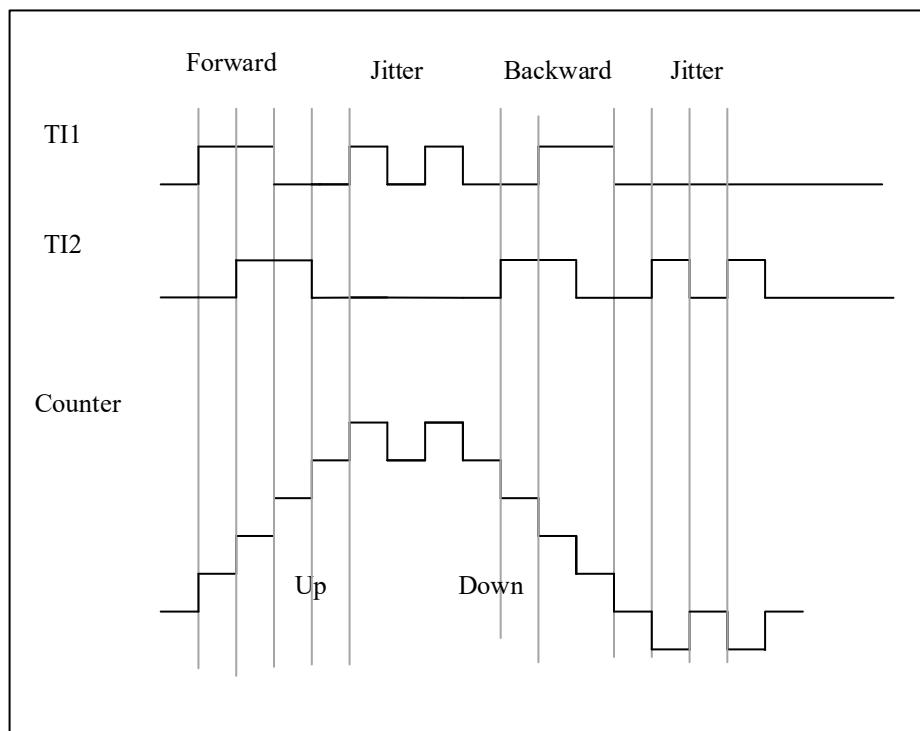 Forward
Jitter
Backward
Jitter
TI1
TI2
Counter
Up
Down